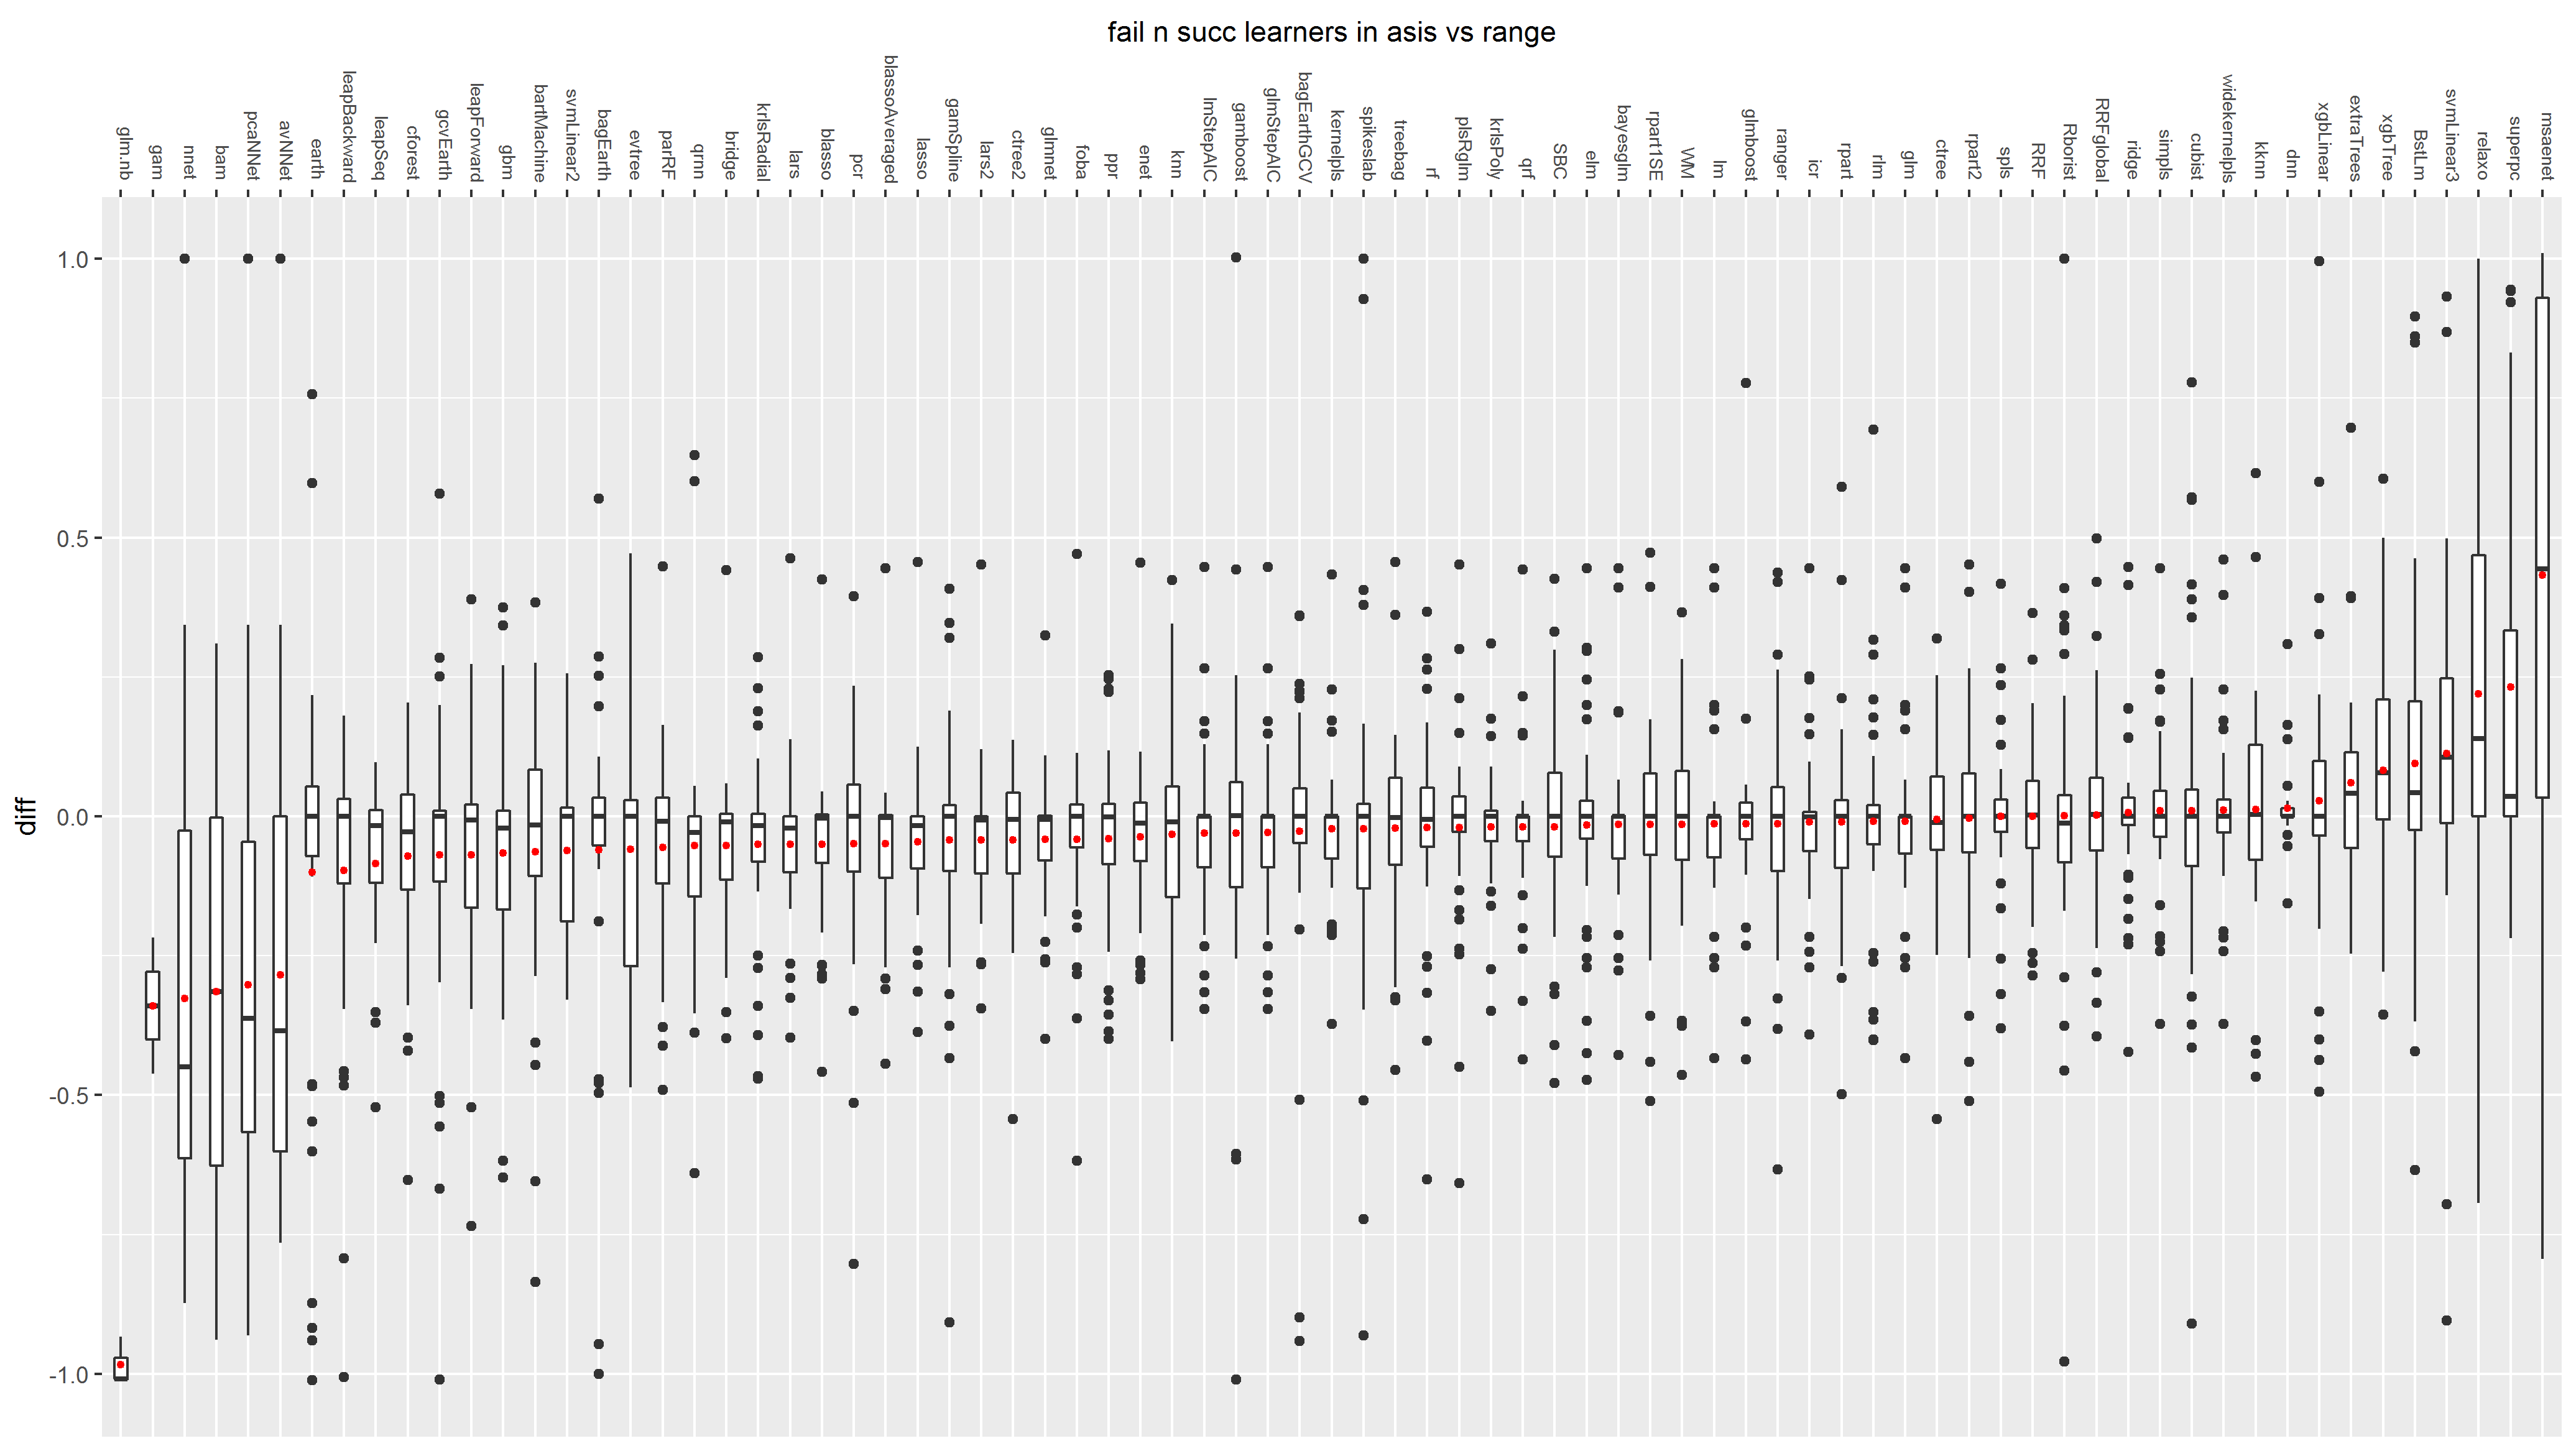 fail n succ learners in asis vs range
glm.nb
gam
nnet
bam
pcaNNet
avNNet
earth
leapBackward
leapSeq
cforest
gcvEarth
leapForward
gbm
bartMachine
svmLinear2
bagEarth
evtree
parRF
qrnn
bridge
krlsRadial
lars
blasso
pcr
blassoAveraged
lasso
gamSpline
lars2
ctree2
glmnet
foba
ppr
enet
knn
lmStepAIC
gamboost
glmStepAIC
bagEarthGCV
kernelpls
spikeslab
treebag
rf
plsRglm
krlsPoly
qrf
SBC
elm
bayesglm
rpart1SE
WM
lm
glmboost
ranger
icr
rpart
rlm
glm
ctree
rpart2
spls
RRF
Rborist
RRFglobal
ridge
simpls
cubist
widekernelpls
kknn
dnn
xgbLinear
extraTrees
xgbTree
BstLm
svmLinear3
relaxo
superpc
msaenet
1.0
0.5
0.0
-0.5
-1.0
diff